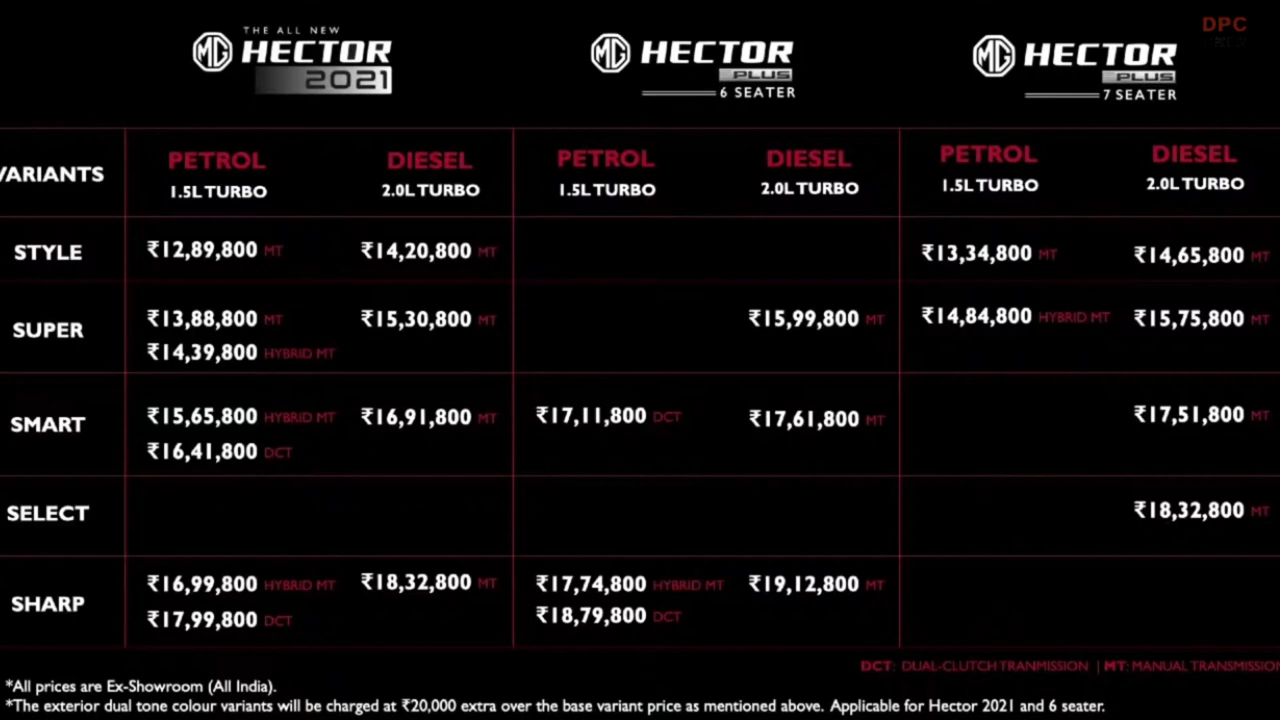 THE ALL NEW
MG HECTOR
2021
MG HECTOR
PLUS
6 SEATER
MG HECTOR
PLUS
7 SEATER
DPC
VARIANTS
PETROL DIESEL PETROL DIESEL PETROL DIESEL
1.5L TURBO 2.0L TURBO 1.5L TURBO 2.0L TURBO 1.5L TURBO 2.0L TURBO
STYLE ₹12,89,800 MT ₹14,20,800 MT ₹13,34,800 MT ₹14,65,800 MT
SUPER ₹13,88,800 MT ₹15,30,800 MT ₹15,99,800 MT ₹14,84,800 HYBRID MT ₹15,75,800 MT
₹14,39,800 HYBRID MT
SMART ₹15,65,800 HYBRID MT ₹16,91,800 MT ₹17,11,800 DCT ₹17,61,800 MT ₹17,51,800 MT
₹16,41,800 DCT
SELECT ₹18,32,800 MT
SHARP ₹16,99,800 HYBRID MT ₹18,32,800 MT ₹17,74,800 HYBRID MT ₹19,12,800 MT
₹17,99,800 DCT ₹18,79,800 DCT
DCT: DUAL-CLUTCH TRANMISSION | MT: MANUAL TRANSMISSION
*All prices are Ex-Showroom (All India).
*The exterior dual tone colour variants will be charged at ₹20,000 extra over the base variant price as mentioned above. Applicable for Hector 2021 and 6 seater.